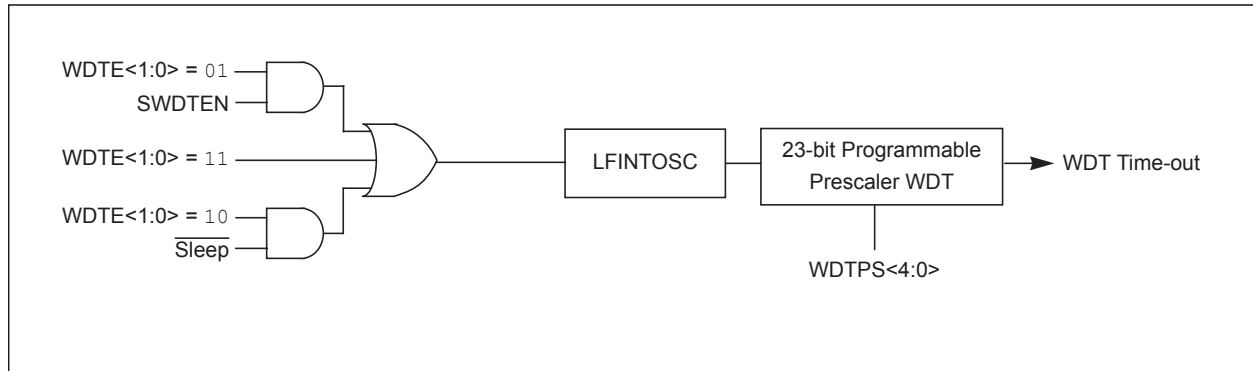 WDTE<1:0> = 01
SWDTEN
WDTE<1:0> = 11
WDTE<1:0> = 10
Sleep
LFINTOSC
23-bit Programmable
Prescaler WDT
WDT Time-out
WDTPS<4:0>